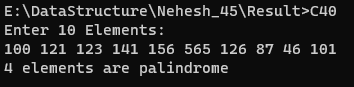 E:\DataStructure\Nehesh_45\Result>C40
Enter 10 Elements:
100 121 123 141 156 565 126 87 46 101
4 elements are palindrome